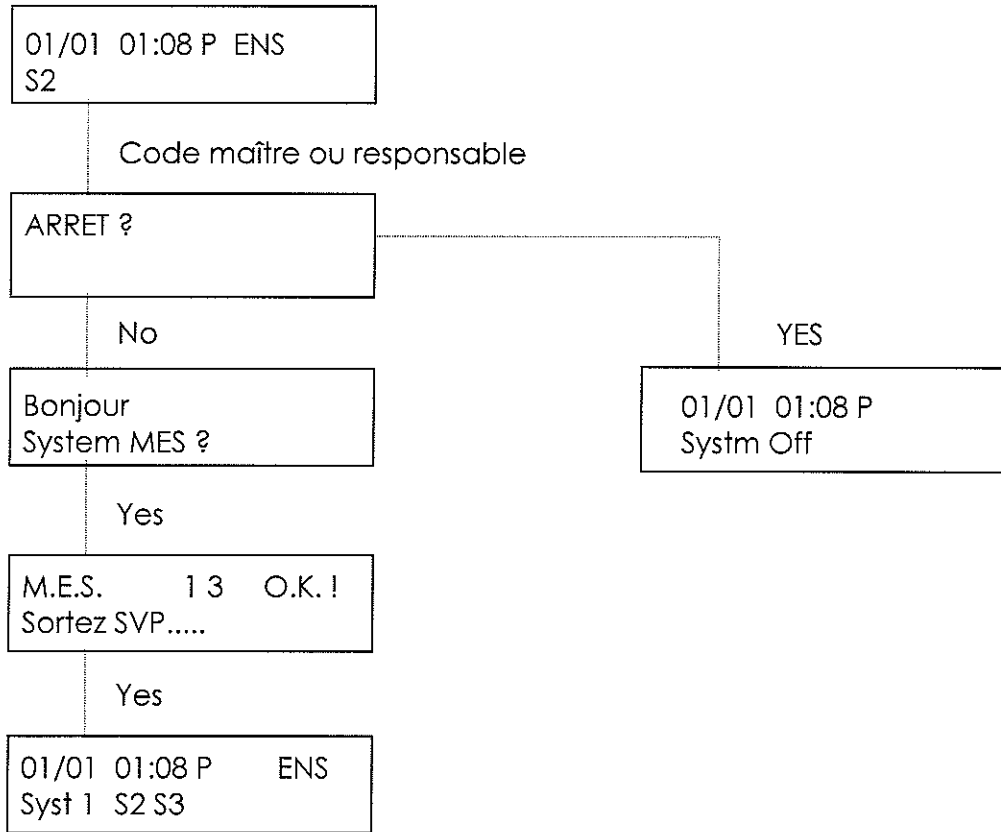 01/01 01:08 P ENS
S2
Code maître ou responsable
ARRET ?
No
YES
Bonjour
System MES ?
01/01 01:08 P
Systm Off
Yes
M.E.S. 1 3 O.K. !
Sortez SVP.....
Yes
01/01 01:08 P ENS
Syst 1 S2 S3